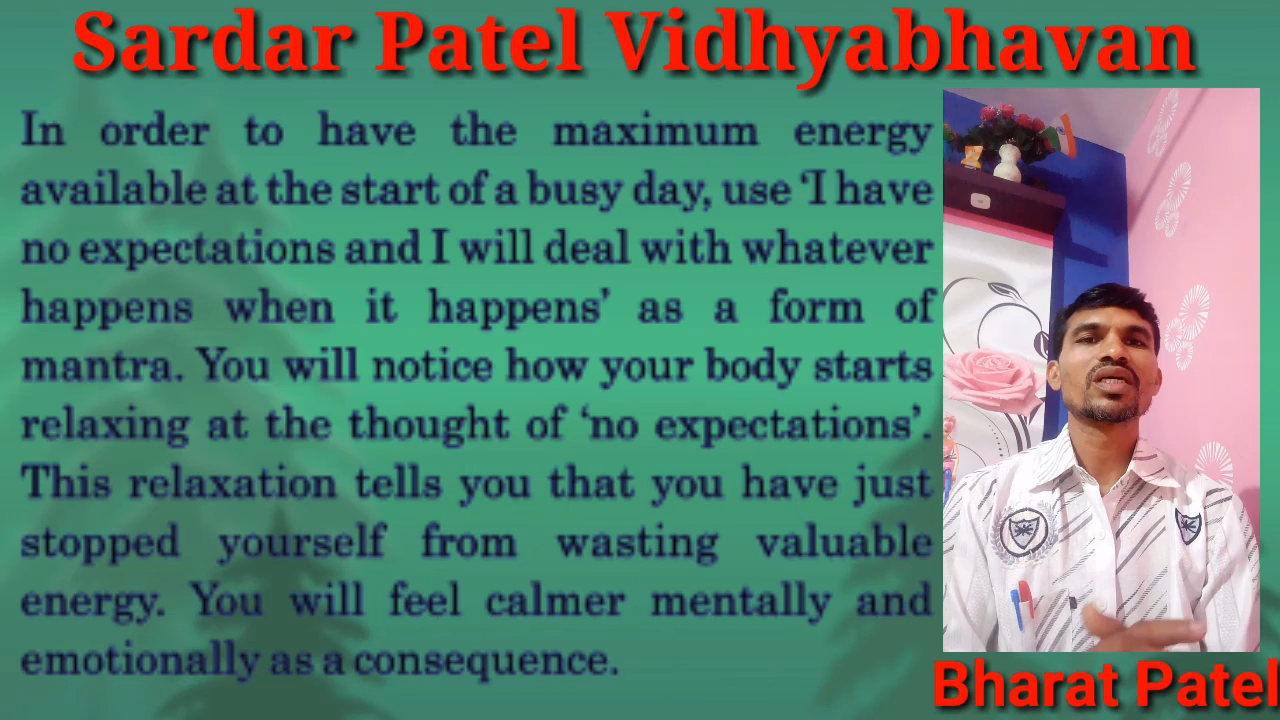 Sardar Patel Vidhyabhavan
In order to have the maximum energy
available at the start of a busy day, use ‘I have
no expectations and I will deal with whatever
happens when it happens’ as a form of
mantra. You will notice how your body starts
relaxing at the thought of ‘no expectations’.
This relaxation tells you that you have just
stopped yourself from wasting valuable
energy. You will feel calmer mentally and
emotionally as a consequence.
Bharat Patel